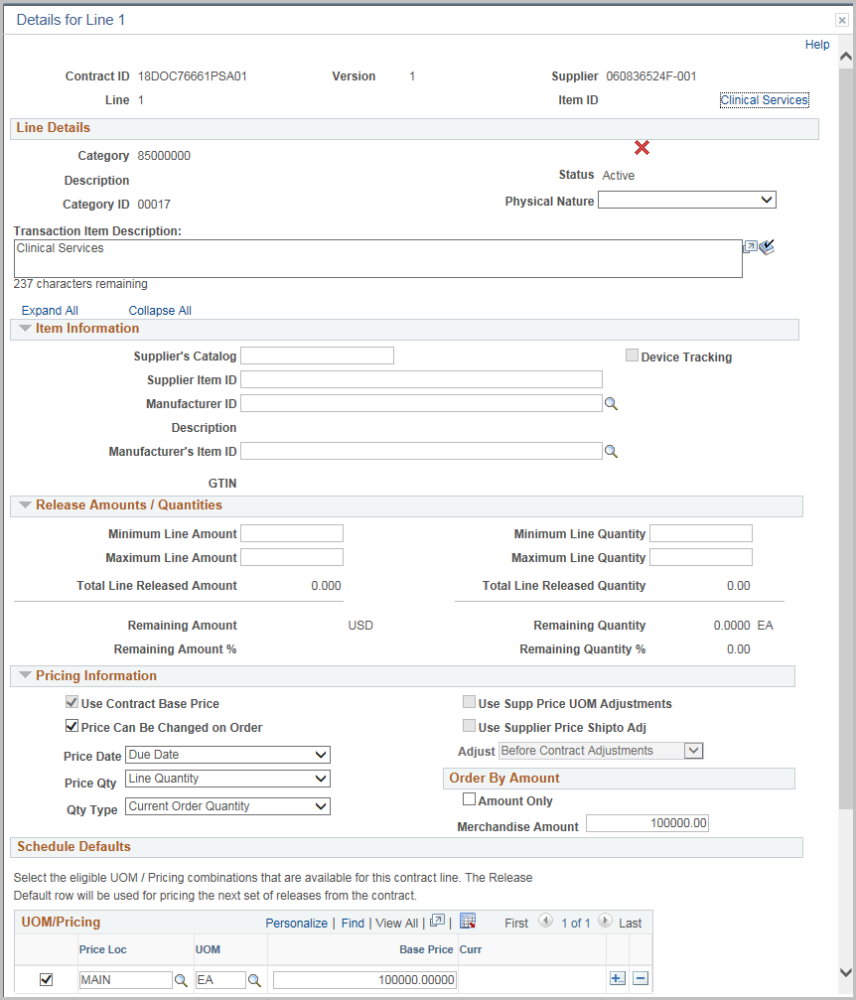 Details for Line 1
Help
Contract ID 18DOC76661PSA01 Version 1 Supplier 060836524F-001
Line 1 Item ID Clinical Services
Line Details
Category 85000000
Description
Status Active
Category ID 00017
Physical Nature
Transaction Item Description:
Clinical Services
237 characters remaining
Expand All Collapse All
Item Information
Supplier's Catalog Device Tracking
Supplier Item ID
Manufacturer ID
Description
Manufacturer's Item ID
GTIN
Release Amounts / Quantities
Minimum Line Amount Minimum Line Quantity
Maximum Line Amount Maximum Line Quantity
Total Line Released Amount 0.000 Total Line Released Quantity 0.00
Remaining Amount USD Remaining Quantity 0.0000 EA
Remaining Amount % Remaining Quantity % 0.00
Pricing Information
Use Contract Base Price Use Supp Price UOM Adjustments
Price Can Be Changed on Order Use Supplier Price Shipto Adj
Price Date Due Date Adjust Before Contract Adjustments
Price Qty Line Quantity Order By Amount
Qty Type Current Order Quantity Amount Only
Merchandise Amount 100000.00
Schedule Defaults
Select the eligible UOM / Pricing combinations that are available for this contract line. The Release
Default row will be used for pricing the next set of releases from the contract.
UOM/Pricing Personalize | Find | View All | | First 1 of 1 Last
Price Loc UOM Base Price Curr
MAIN EA 100000.00000